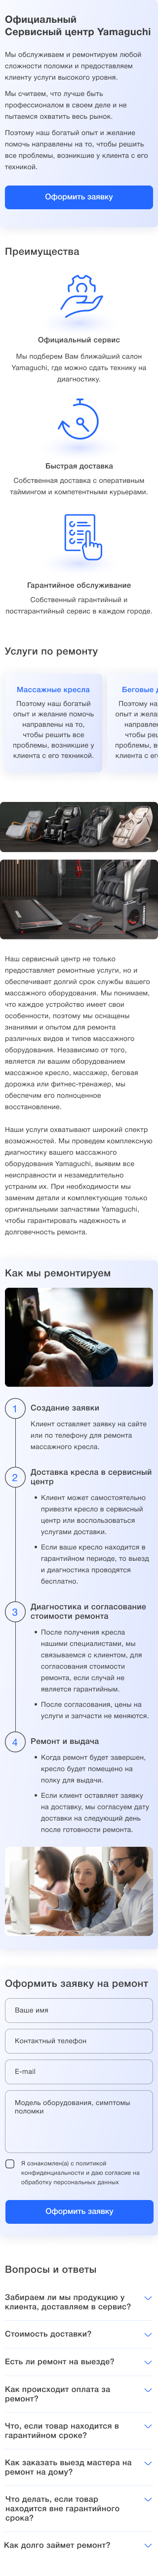 Официальный
Сервисный центр Yamaguchi
Мы обслуживаем и ремонтируем любой
сложности поломки и предоставляем
клиенту услуги высокого уровня.
Мы считаем, что лучше быть
профессионалом в своем деле и не
пытаемся охватить весь рынок.
Поэтому наш богатый опыт и желание
помочь направлены на то, чтобы решить
все проблемы, возникшие у клиента с его
техникой.
Оформить заявку
Преимущества
Официальный сервис
Мы подберем Вам ближайший салон
Yamaguchi, где можно сдать технику на
диагностику.
Быстрая доставка
Собственная доставка с оперативным
таймингом и компетентными курьерами.
Гарантийное обслуживание
Собственный гарантийный и
постгарантийный сервис в каждом городе.
Услуги по ремонту
Массажные кресла
Поэтому наш богатый
опыт и желание помочь
направлены на то,
чтобы решить все
проблемы, возникшие у
клиента с его техникой.
Беговые
Поэтому
опыт и
Наш сервисный центр не только
предоставляет ремонтные услуги, но и
обеспечивает долгий срок службы вашего
массажного оборудования. Мы понимаем,
что каждое устройство имеет свои
особенности, поэтому мы оснащены
знаниями и опытом для ремонта
различных видов и типов массажного
оборудования. Независимо от того,
является ли вашим оборудованием
массажное кресло, массажер, беговая
дорожка или фитнес-тренажер, мы
обеспечим его полноценное
восстановление.
Наши услуги охватывают широкий спектр
возможностей. Мы проведем комплексную
диагностику вашего массажного
оборудования Yamaguchi, выявим все
неисправности и незамедлительно
устраним их. При необходимости мы
заменим детали и комплектующие только
оригинальными запчастями Yamaguchi,
чтобы гарантировать надежность и
долговечность ремонта.
Как мы ремонтируем
1 Создание заявки
Клиент оставляет заявку на сайте
или по телефону для ремонта
массажного кресла.
2 Доставка кресла в сервисный
центр
• Клиент может самостоятельно
привезти кресло в сервисный
центр или воспользоваться
услугами доставки.
• Если ваше кресло находится в
гарантийном периоде, то выезд
и диагностика проводятся
бесплатно.
3 Диагностика и согласование
стоимости ремонта
• После получения кресла
нашими специалистами, мы
связываемся с клиентом, для
согласования стоимости
ремонта, если случай не
является гарантийным.
• После согласования, цены на
услуги и запчасти не меняются.
4 Ремонт и выдача
• Когда ремонт будет завершен,
кресло будет помещено на
полку для выдачи.
• Если клиент оставляет заявку
на доставку, мы согласуем дату
доставки на следующий день
после готовности ремонта.
Оформить заявку на ремонт
Ваше имя
Контактный телефон
E-mail
Модель оборудования, симптомы
поломки
Я ознакомлен(а) с политикой
конфиденциальности и даю согласие на
обработку персональных данных
Оформить заявку
Вопросы и ответы
Забираем ли мы продукцию у
клиента, доставляем в сервис?
Стоимость доставки?
Есть ли ремонт на выезде?
Как происходит оплата за
ремонт?
Что, если товар находится в
гарантийном сроке?
Как заказать выезд мастера на
ремонт на дому?
Что делать, если товар
находится вне гарантийного
срока?
Как долго займет ремонт?